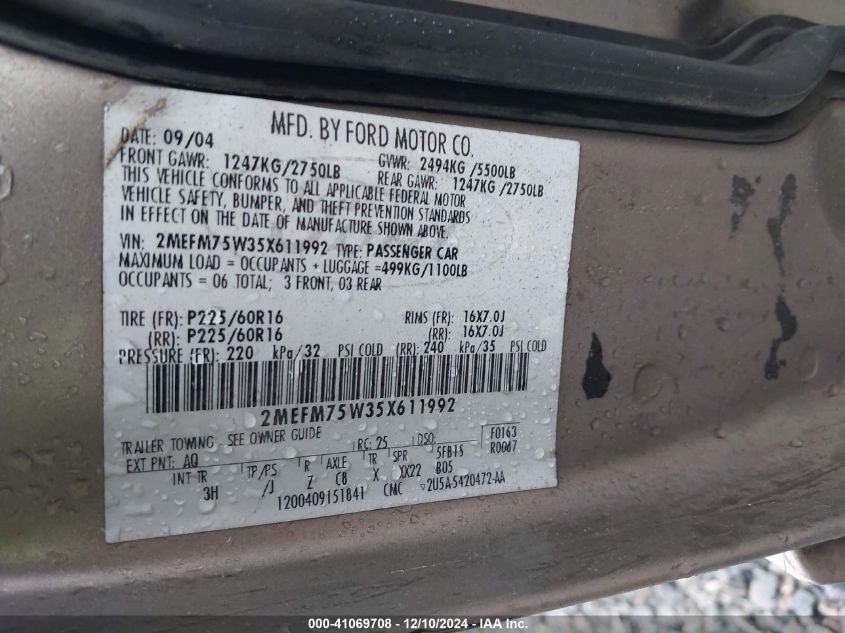 MFD. BY FORD MOTOR CO.
DATE: 09/04 GVWR: 2494KG /5500LB
FRONT GAWR: 1247KG/2750LB REAR GAWR: 1247KG /2750LB
THIS VEHICLE CONFORMS TO ALL APPLICABLE FEDERAL MOTOR
VEHICLE SAFETY, BUMPER, AND THEFT PREVENTION STANDARDS
IN EFFECT ON THE DATE OF MANUFACTURE SHOWN ABOVE.
VIN: 2MEFM75W35X611992 TYPE: PASSENGER CAR
MAXIMUM LOAD = OCCUPANTS + LUGGAGE =499KG/1100LB
OCCUPANTS = 06 TOTAL; 3 FRONT, 03 REAR
TIRE (FR): P225/60R16 RIMS (FR): 16X7.0J
(RR): P225/60R16 (RR): 16X7.0J
PRESSURE (FR): 220 kPa/32 PSI COLD (RR): 240 kPa/35 PSI COLD
2MEFM75W35X611992
TRAILER TOWING - SEE OWNER GUIDE
RC: 25 DSO: F0163
EXT PNT: AQ 5FB15 R0067
INT TR TP/PS R AXLE TR SPR B05
3H /J Z C8 X XX22
1200409151841 CMC 2U5A-5420472-AA
000-41069708 - 12/10/2024 - IAA Inc.